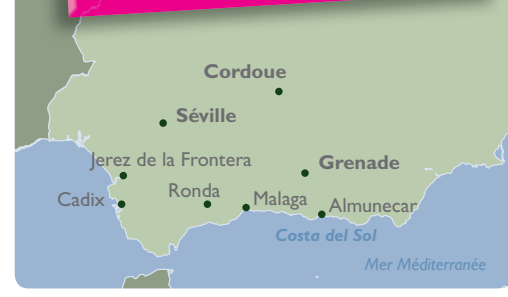 Cordoue
Séville
Jerez de la Frontera
Grenade
Cadix
Ronda
Malaga
Almunecar
Costa del Sol
Mer Méditerranée